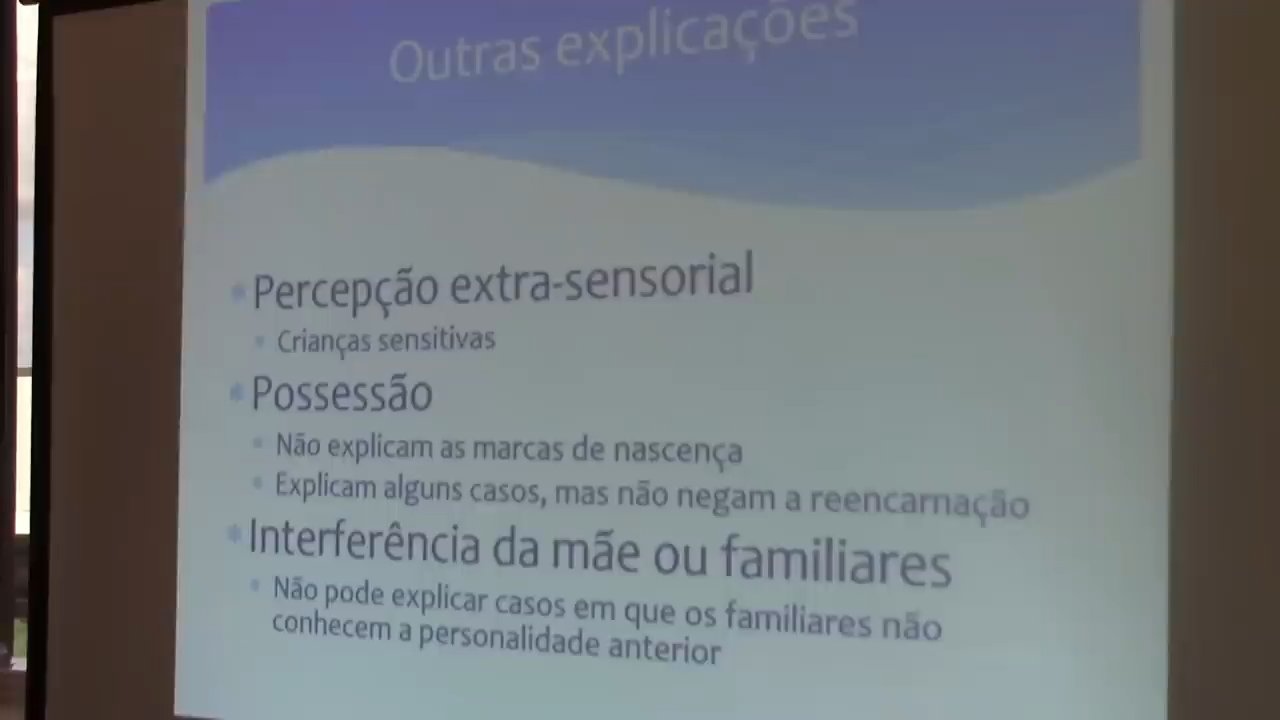 Outras explicações
Percepção extra-sensorial
Crianças sensitivas
Possessão
Não explicam as marcas de nascença
Explicam alguns casos, mas não negam a reencarnação
Interferência da mãe ou familiares
Não pode explicar casos em que os familiares não
conhecem a personalidade anterior